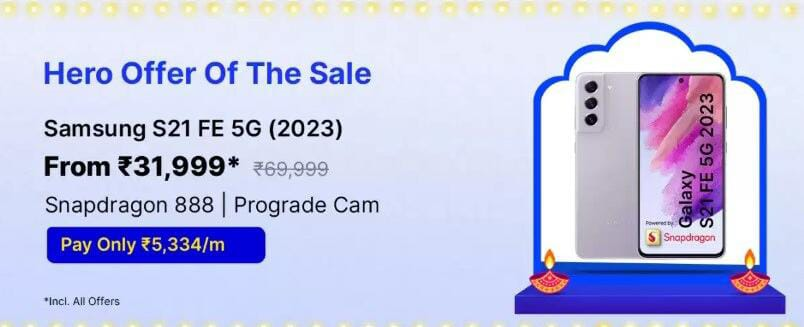 Hero Offer Of The Sale
Samsung S21 FE 5G (2023)
From ₹31,999* ₹69,999
Snapdragon 888 | Prograde Cam
Pay Only ₹5,334/m
*Incl. All Offers
Galaxy
S21 FE 5G 2023
Powered by
Snapdragon